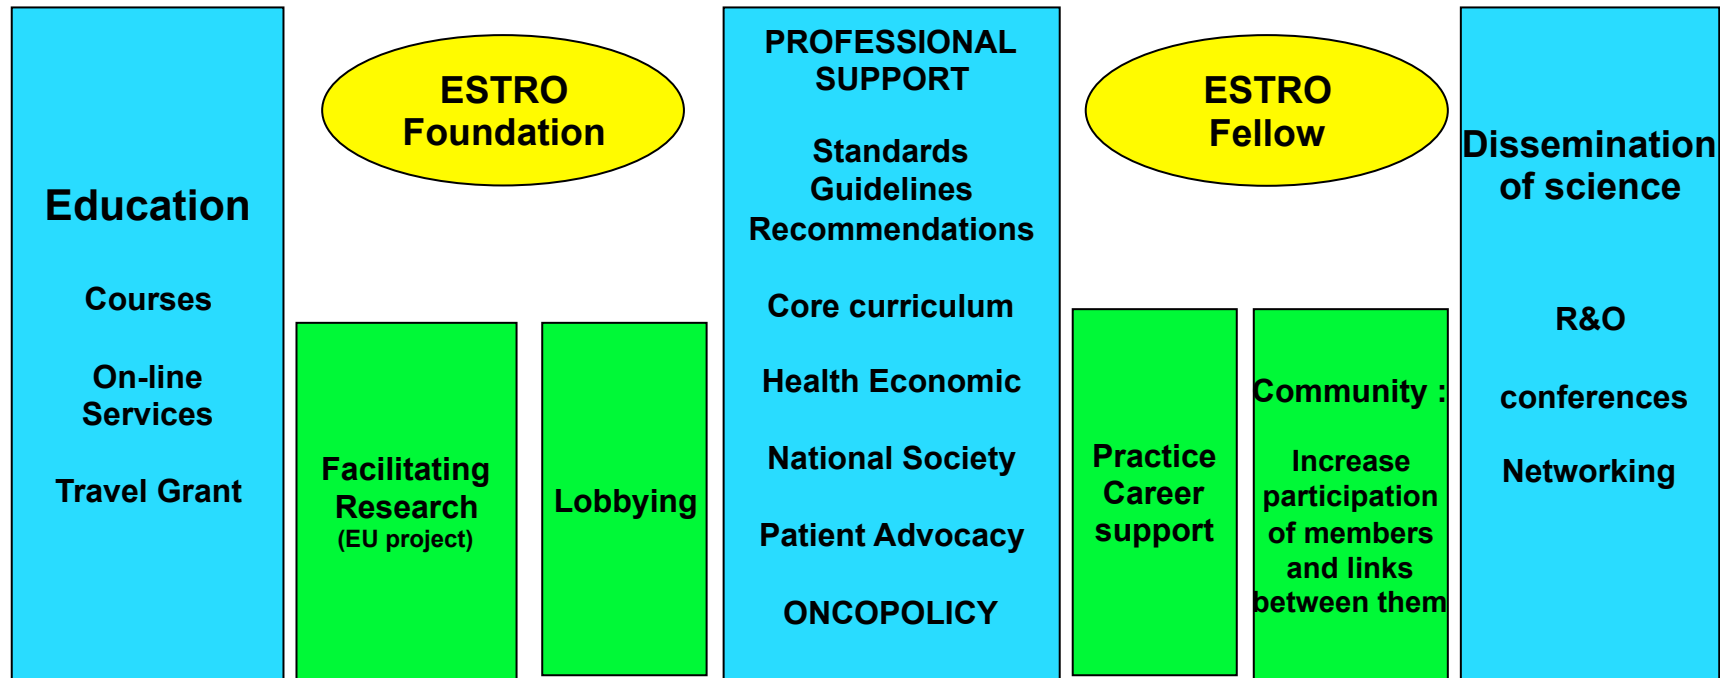 Education
Courses
On-line
Services
Travel Grant
ESTRO
Foundation
Facilitating
Research
(EU project)
Lobbying
PROFESSIONAL
SUPPORT
Standards
Guidelines
Recommendations
Core curriculum
Health Economic
National Society
Patient Advocacy
ONCOPOLICY
ESTRO
Fellow
Practice
Career
support
Community :
Increase
participation
of members
and links
between them
Dissemination
of science
R&O
conferences
Networking